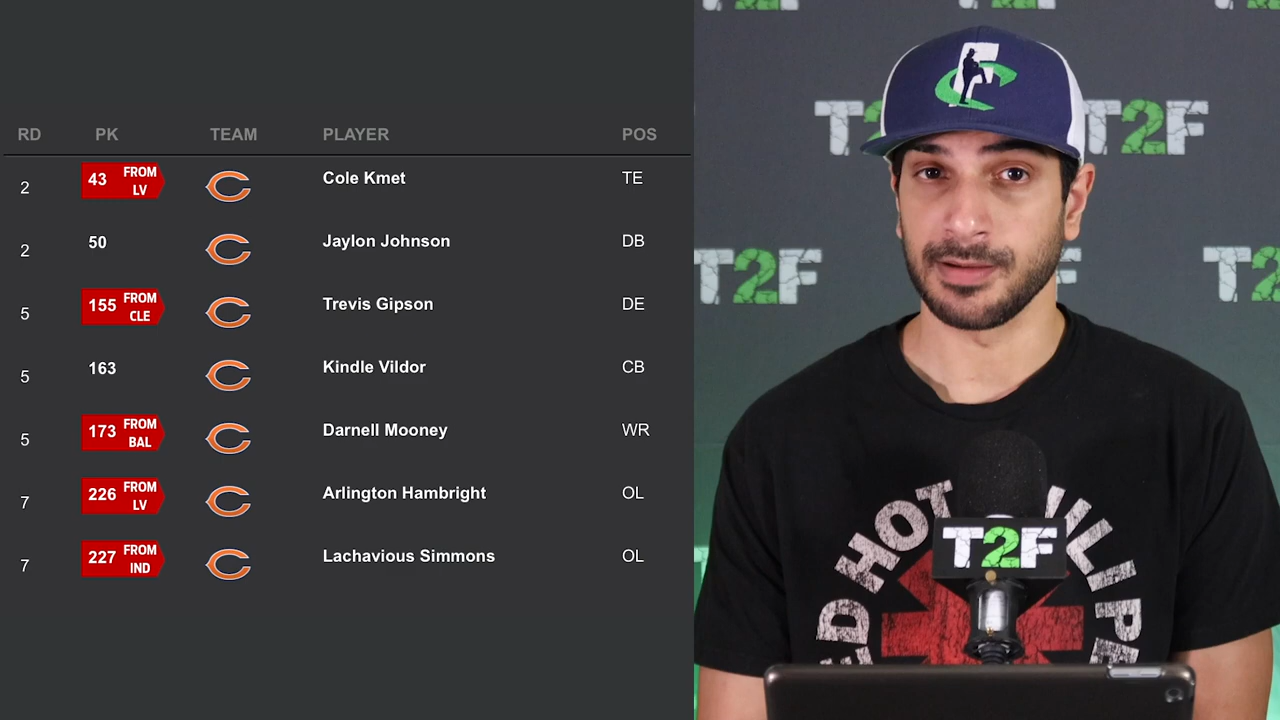 RD PK TEAM PLAYER POS
2 43 FROM LV Cole Kmet TE
2 50 Jaylon Johnson DB
5 155 FROM CLE Trevis Gipson DE
5 163 Kindle Vildor CB
5 173 FROM BAL Darnell Mooney WR
7 226 FROM LV Arlington Hambright OL
7 227 FROM IND Lachavious Simmons OL
T2F
T2F
T2F
T2F
ED HOT
T2F